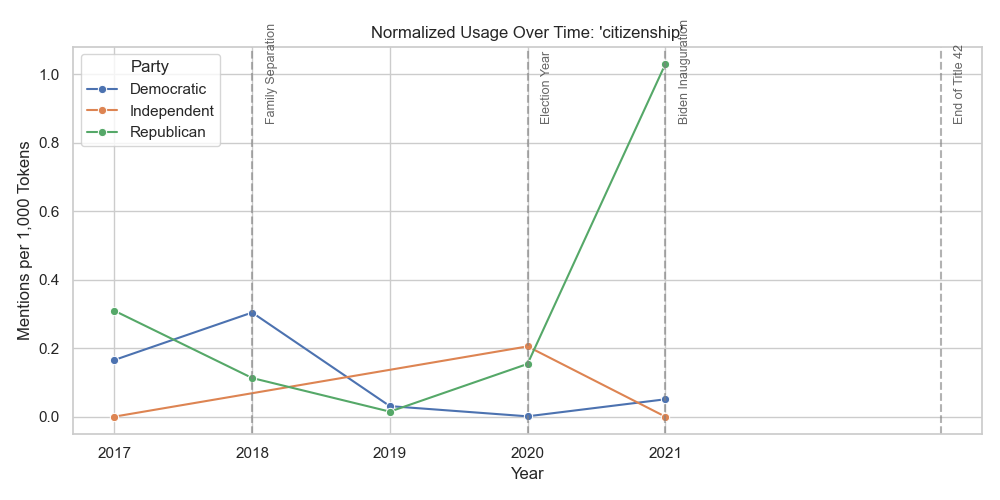 Normalized Usage Over Time: 'citizenship'
Party
Democratic
Independent
Republican
Family Separation
Election Year
Biden Inauguration
End of Title 42
Mentions per 1,000 Tokens
1.0
0.8
0.6
0.4
0.2
0.0
2017
2018
2019
2020
2021
Year